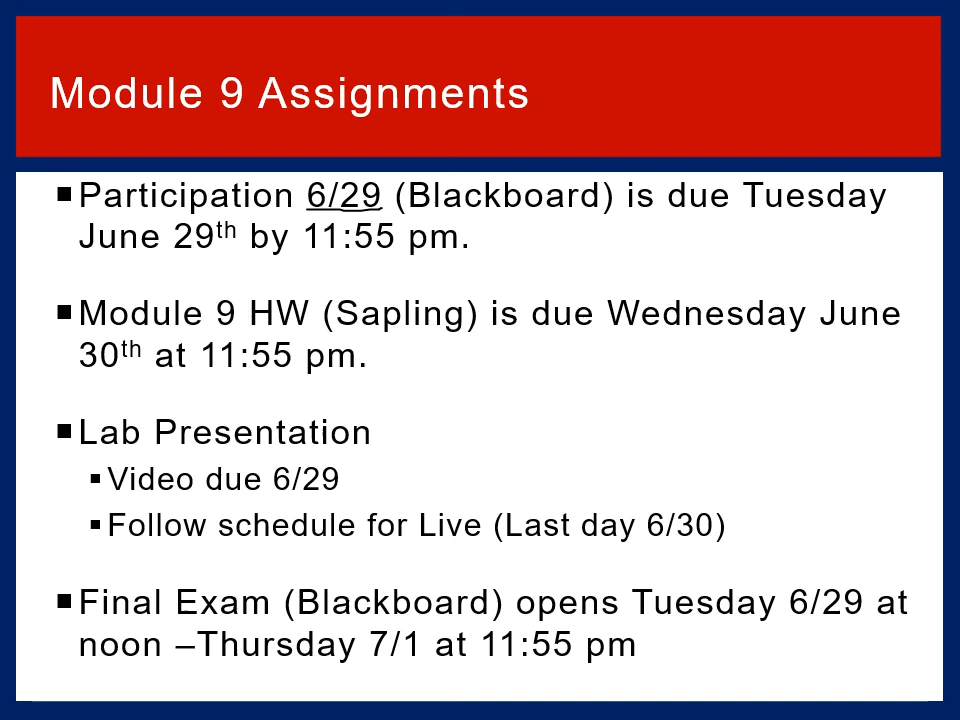 Module 9 Assignments
▪Participation 6/29 (Blackboard) is due Tuesday
June 29th by 11:55 pm.
▪Module 9 HW (Sapling) is due Wednesday June
30th at 11:55 pm.
▪Lab Presentation
▪Video due 6/29
▪Follow schedule for Live (Last day 6/30)
▪Final Exam (Blackboard) opens Tuesday 6/29 at
noon –Thursday 7/1 at 11:55 pm